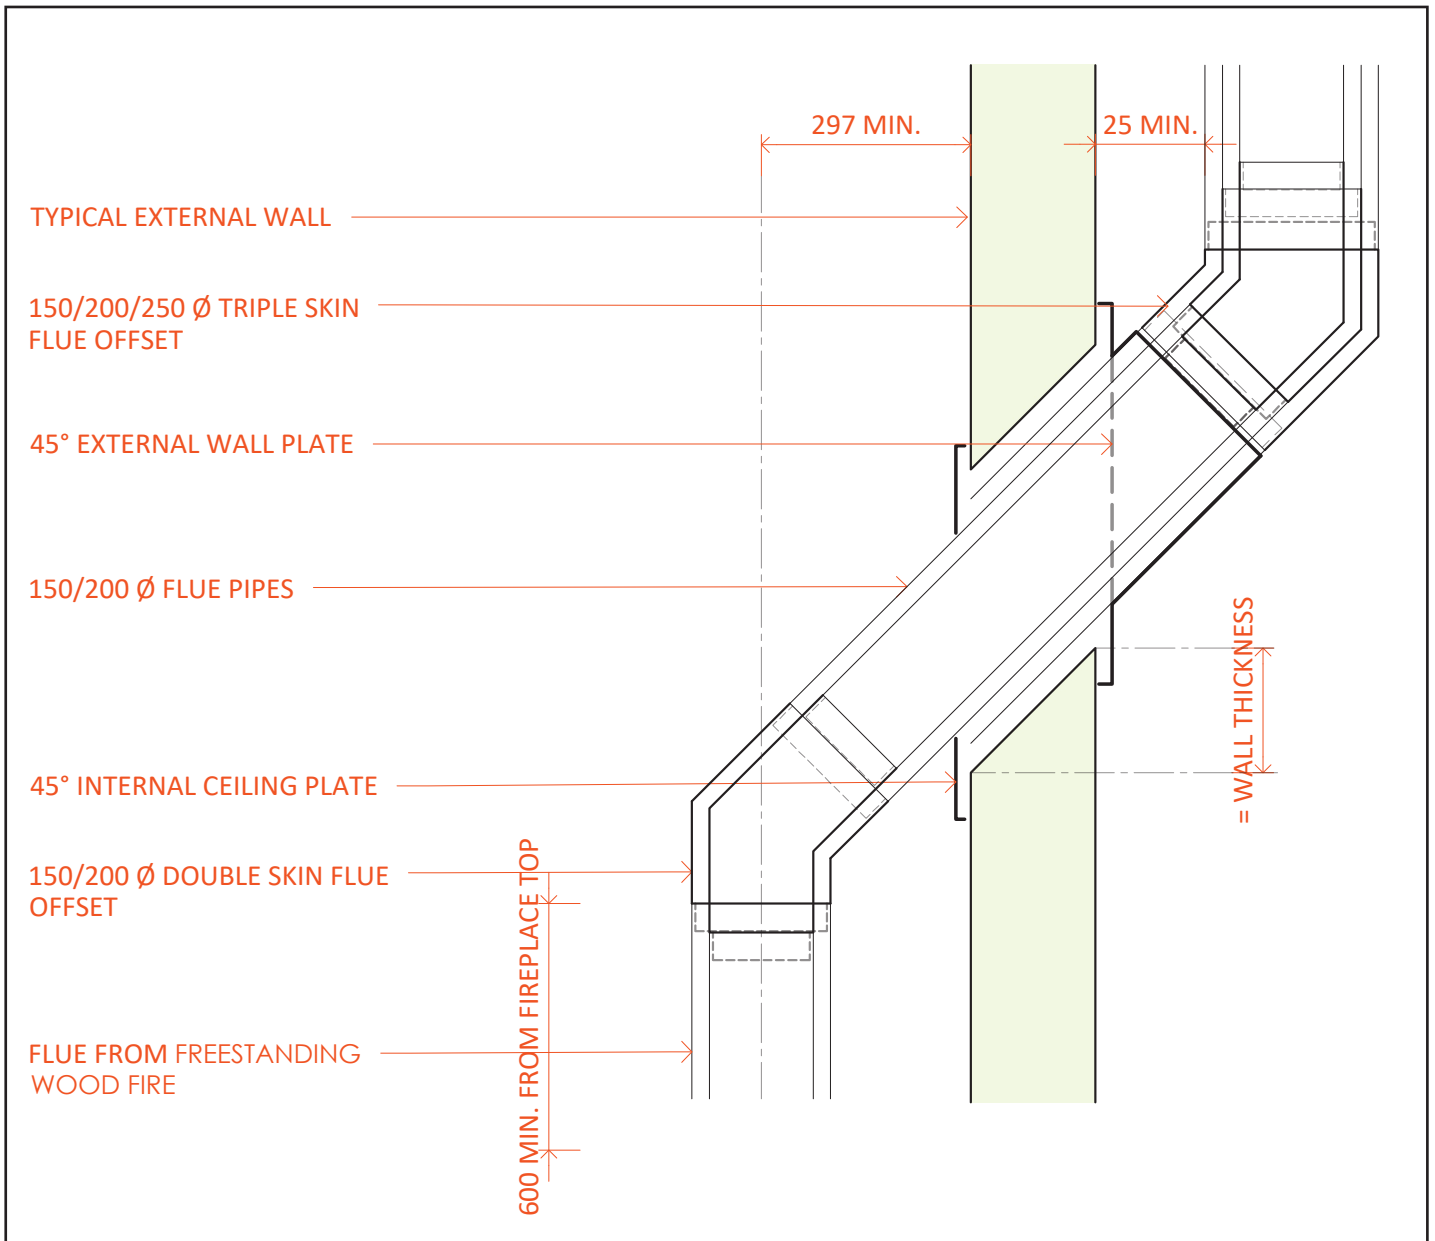 297 MIN.
25 MIN.
TYPICAL EXTERNAL WALL
150/200/250 Ø TRIPLE SKIN
FLUE OFFSET
45° EXTERNAL WALL PLATE
150/200 Ø FLUE PIPES
= WALL THICKNESS
45° INTERNAL CEILING PLATE
150/200 Ø DOUBLE SKIN FLUE
OFFSET
600 MIN. FROM FIREPLACE TOP
FLUE FROM FREESTANDING
WOOD FIRE